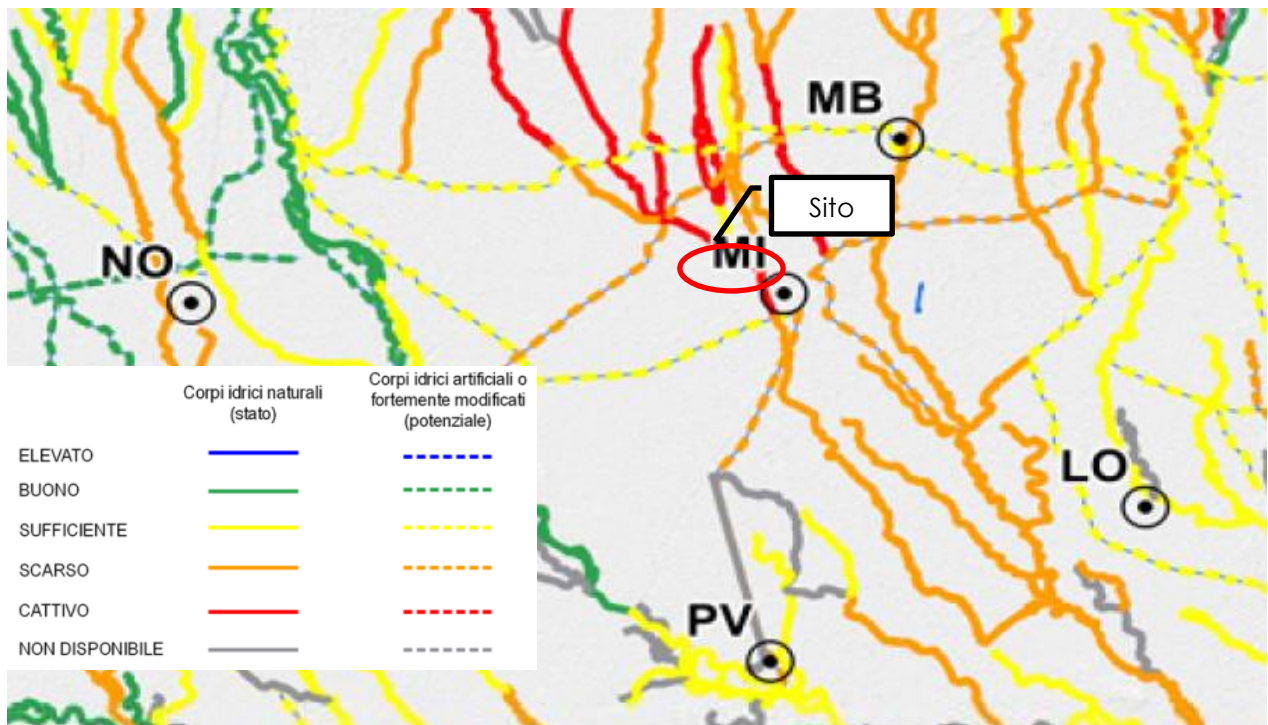 MB
Sito
MI
NO
Corpi idrici naturali
(stato)
Corpi idrici artificiali o
fortemente modificati
(potenziale)
ELEVATO
BUONO
SUFFICIENTE
SCARSO
CATTIVO
NON DISPONIBILE
LO
PV